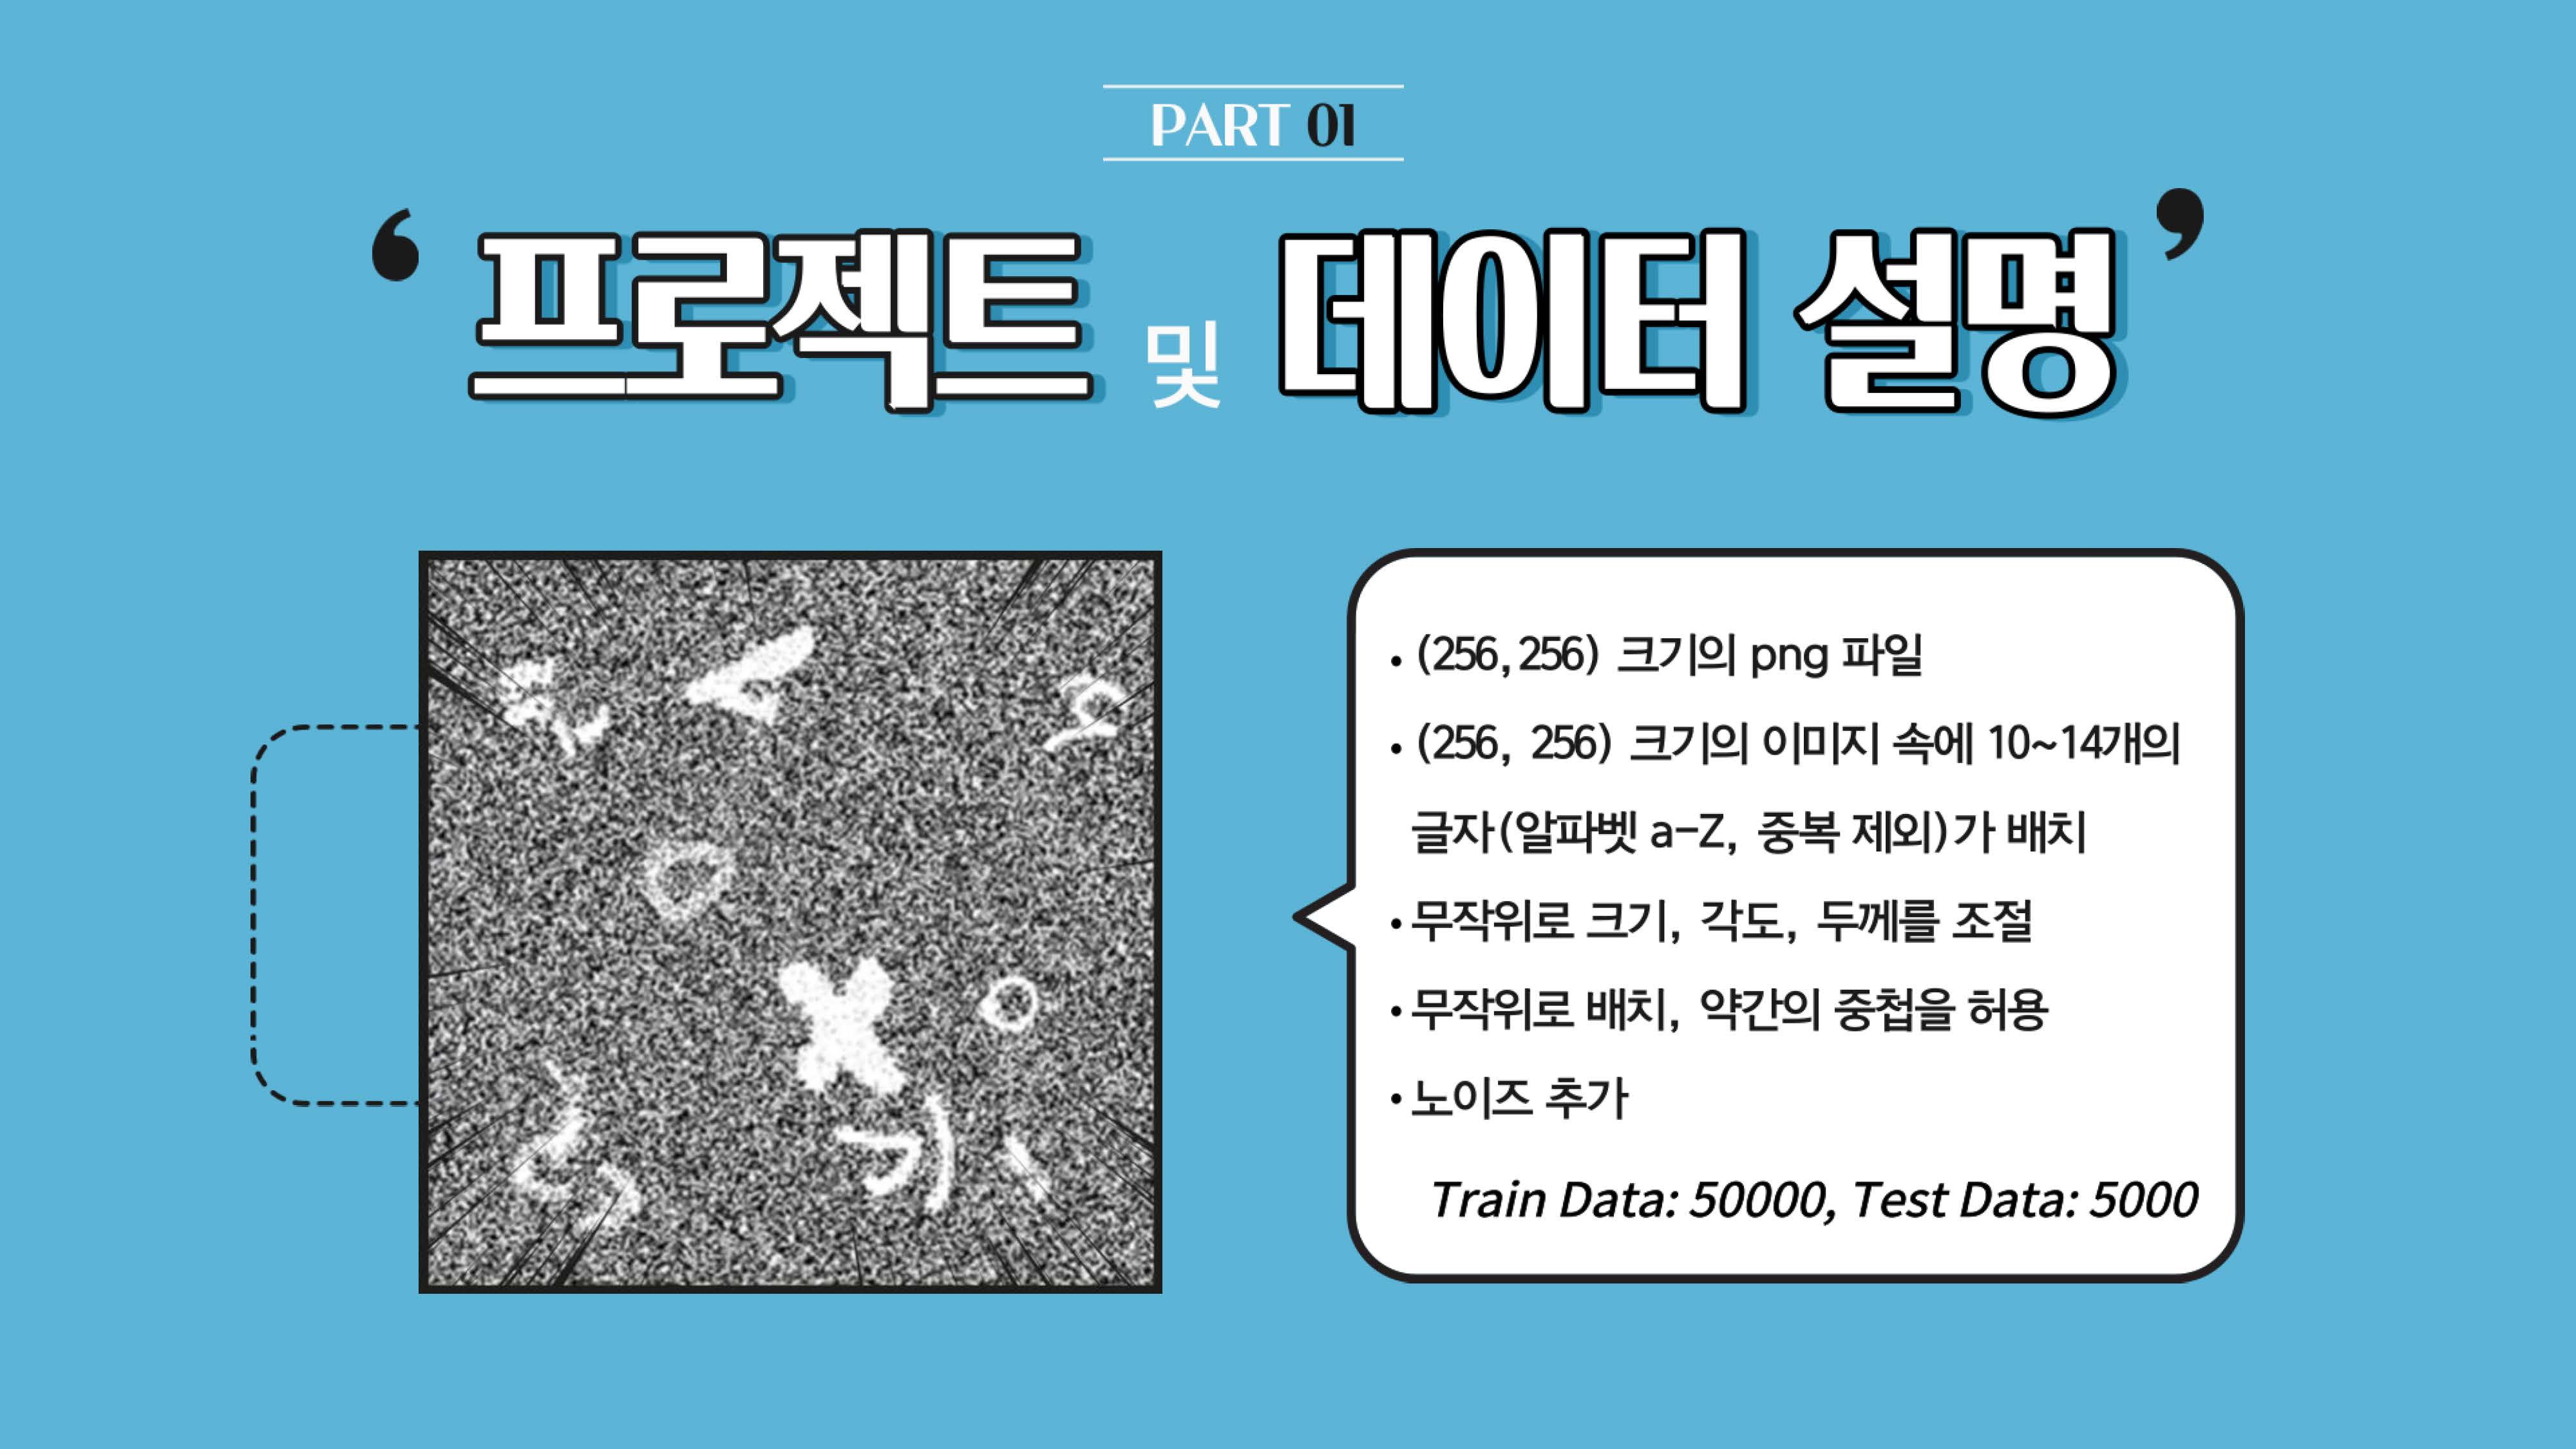 PART 01
‘ 프로젝트 및 데이터 설명 ’
• (256,256) 크기의 png 파일
• (256, 256) 크기의 이미지 속에 10~14개의
글자(알파벳 a-Z, 중복 제외)가 배치
• 무작위로 크기, 각도, 두께를 조절
• 무작위로 배치, 약간의 중첩을 허용
• 노이즈 추가
Train Data: 50000, Test Data: 5000